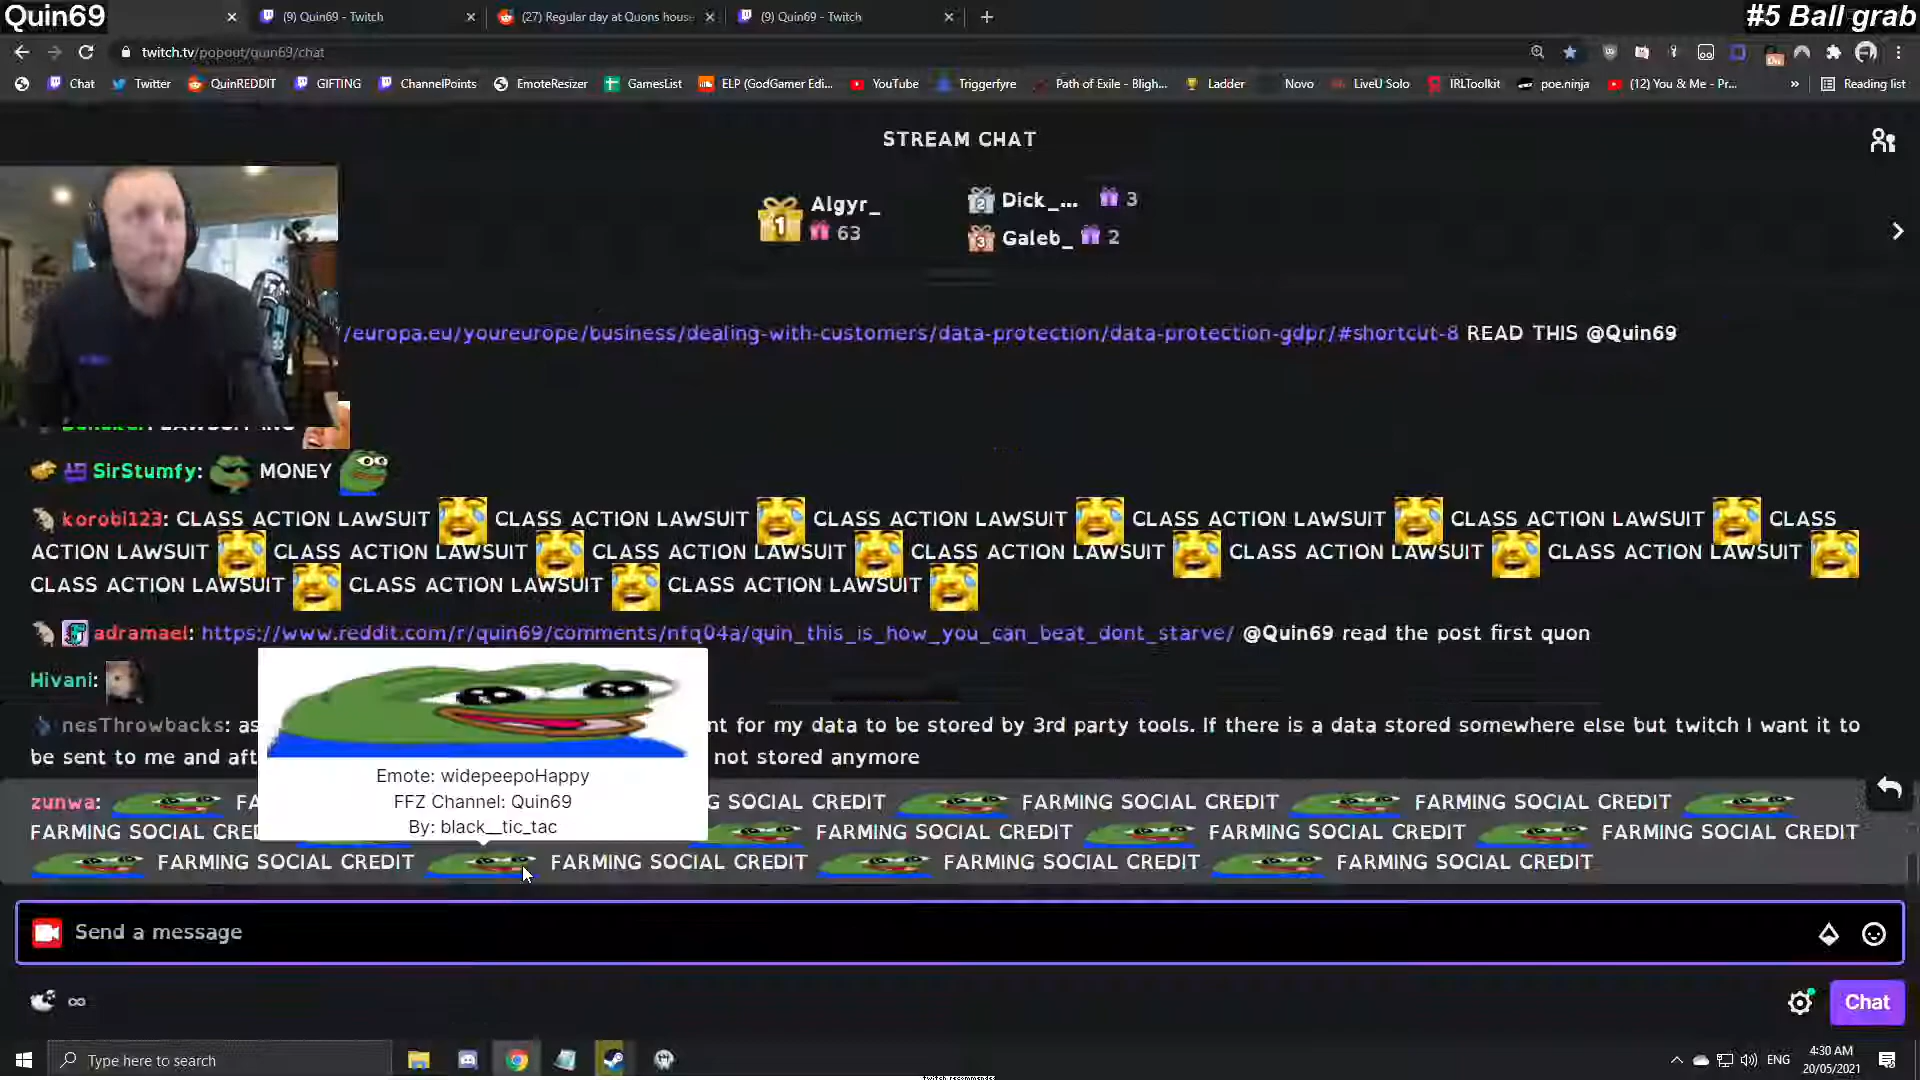 Quin69
(9) Quin69 - Twitch
(27) Regular day at Quons house
(9) Quin69 - Twitch
#5 Ball grab
twitch.tv/popout/quin69/chat
Chat
Twitter
QuinREDDIT
GIFTING
ChannelPoints
EmoteResizer
GamesList
ELP (GodGamer Edi...
YouTube
Triggerfyre
Path of Exile - Bligh...
Ladder
Novo
LiveU Solo
IRLToolkit
poe.ninja
(12) You & Me - Pr...
»
Reading list
STREAM CHAT
1 Algyr_
63
2 Dick_... 3
3 Galeb_ 2
/europa.eu/youreurope/business/dealing-with-customers/data-protection/data-protection-gdpr/#shortcut-8 READ THIS @Quin69
SirStumfy: MONEY
korobi123: CLASS ACTION LAWSUIT CLASS ACTION LAWSUIT CLASS ACTION LAWSUIT CLASS ACTION LAWSUIT CLASS ACTION LAWSUIT CLASS
ACTION LAWSUIT CLASS ACTION LAWSUIT CLASS ACTION LAWSUIT CLASS ACTION LAWSUIT CLASS ACTION LAWSUIT CLASS ACTION LAWSUIT
CLASS ACTION LAWSUIT CLASS ACTION LAWSUIT CLASS ACTION LAWSUIT
adramael: https://www.reddit.com/r/quin69/comments/nfq04a/quin_this_is_how_you_can_beat_dont_starve/ @Quin69 read the post first quon
Hivani:
nesThrowbacks: as nt for my data to be stored by 3rd party tools. If there is a data stored somewhere else but twitch I want it to
be sent to me and aft not stored anymore
Emote: widepeepoHappy
FFZ Channel: Quin69
By: black__tic_tac
zunwa: FA G SOCIAL CREDIT FARMING SOCIAL CREDIT FARMING SOCIAL CREDIT
FARMING SOCIAL CRED FARMING SOCIAL CREDIT FARMING SOCIAL CREDIT FARMING SOCIAL CREDIT
FARMING SOCIAL CREDIT FARMING SOCIAL CREDIT FARMING SOCIAL CREDIT FARMING SOCIAL CREDIT
Send a message
∞
Chat
Type here to search
ENG
4:30 AM
20/05/2021